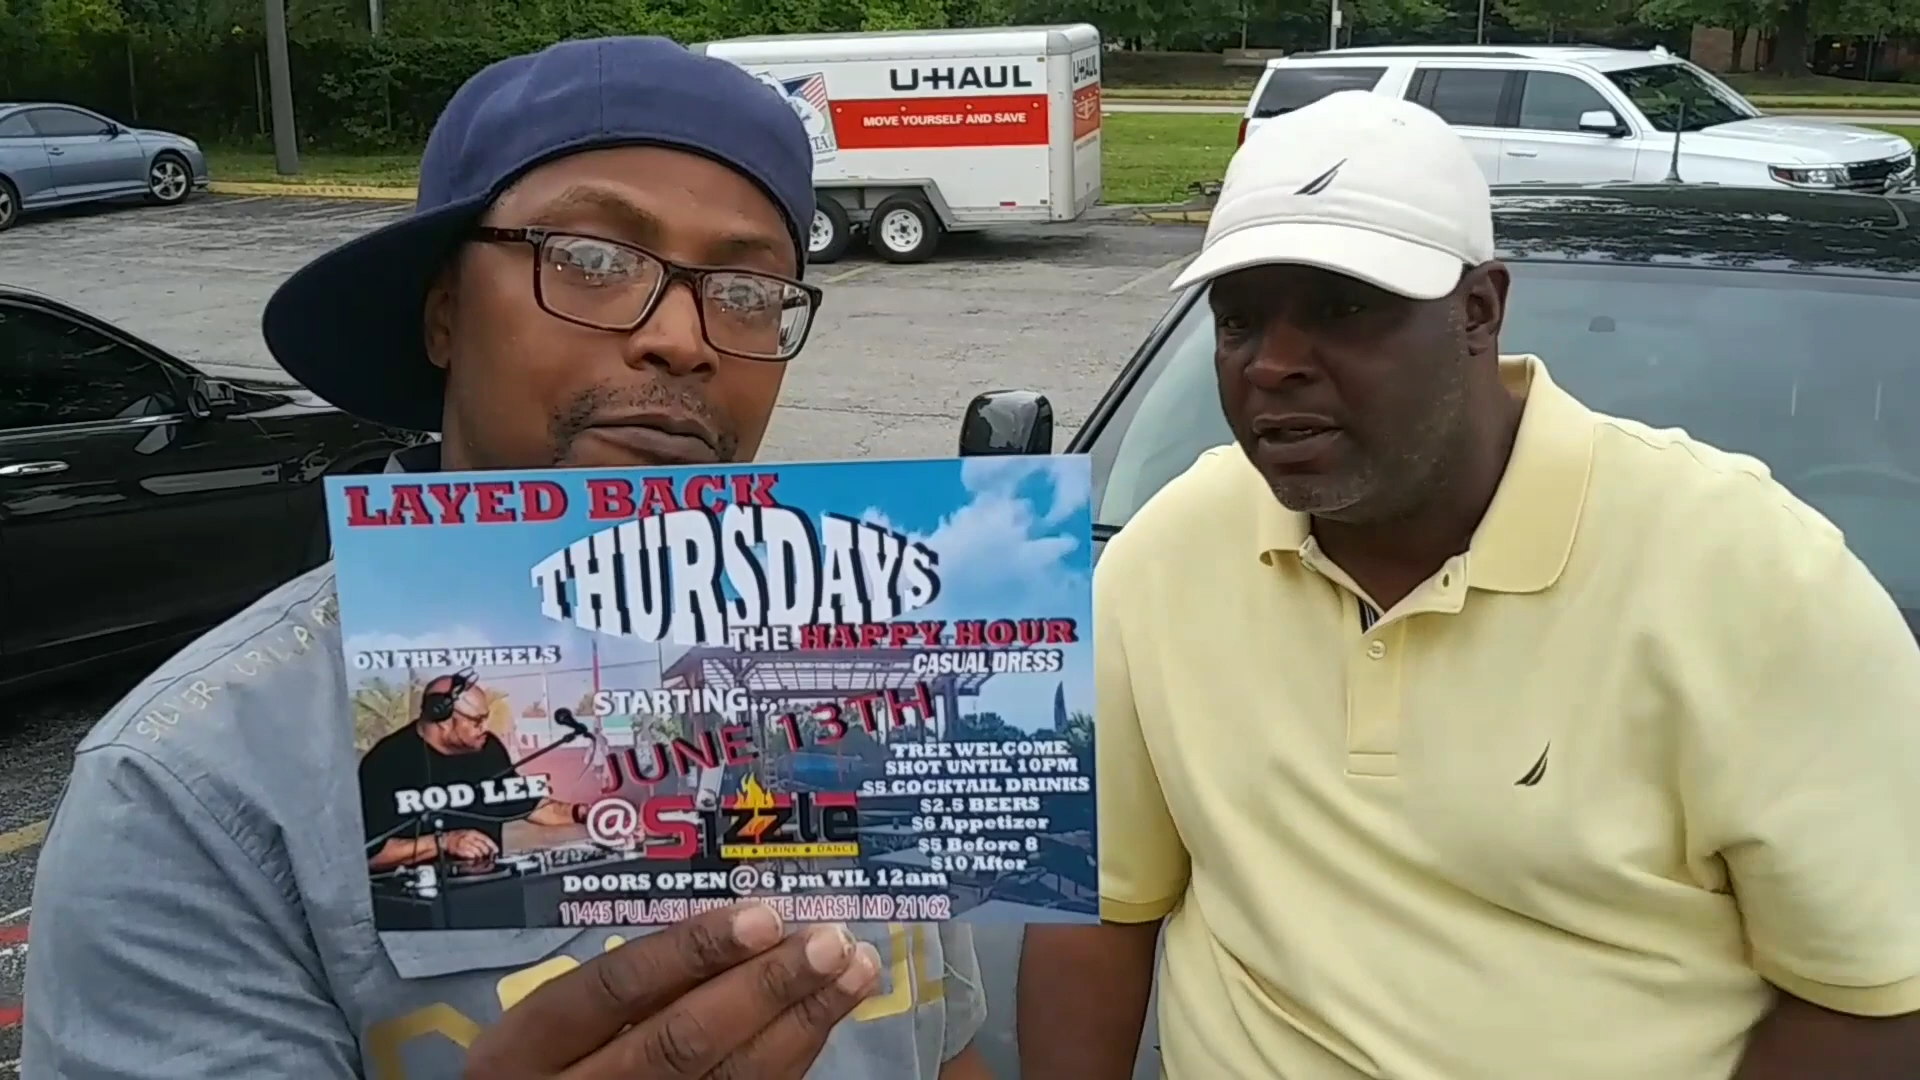 U-HAUL
U-HAUL
MOVE YOURSELF AND SAVE
LAYED BACK
THURSDAYS
THE HAPPY HOUR
CASUAL DRESS
ON THE WHEELS
ROD LEE
STARTING...
JUNE 13TH
@Sizzle
EAT • DRINK • DANCE
FREE WELCOME
SHOT UNTIL 10PM
$5 COCKTAIL DRINKS
$2.5 BEERS
$6 Appetizer
$5 Before 8
$10 After
DOORS OPEN@6 pm TIL 12am
11445 PULASKI MARSH MD 21162
SILVER